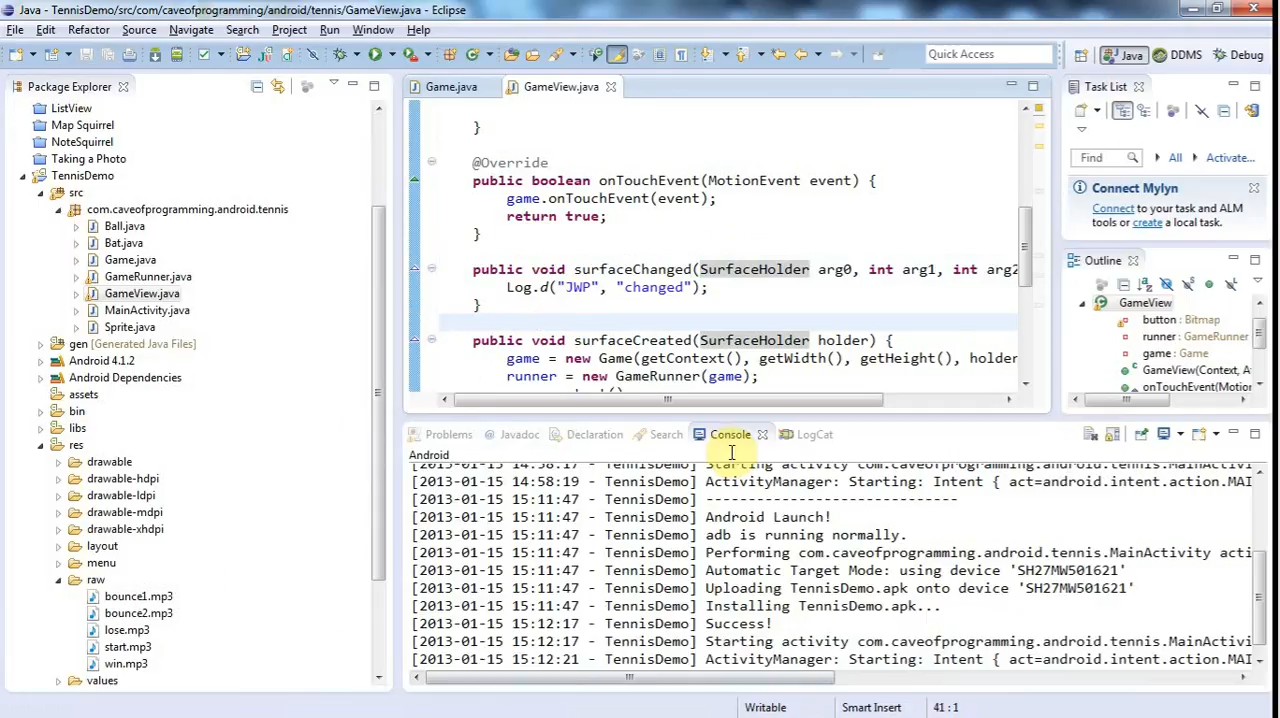 Java - TennisDemo/src/com/caveofprogramming/android/tennis/GameView.java - Eclipse
File Edit Refactor Source Navigate Search Project Run Window Help
Quick Access
Java
DDMS
Debug
Package Explorer
ListView
Map Squirrel
NoteSquirrel
Taking a Photo
TennisDemo
src
com.caveofprogramming.android.tennis
Ball.java
Bat.java
Game.java
GameRunner.java
GameView.java
MainActivity.java
Sprite.java
gen [Generated Java Files]
Android 4.1.2
Android Dependencies
assets
bin
libs
res
drawable
drawable-hdpi
drawable-ldpi
drawable-mdpi
drawable-xhdpi
layout
menu
raw
bounce1.mp3
bounce2.mp3
lose.mp3
start.mp3
win.mp3
values
Game.java
GameView.java
}
@Override
public boolean onTouchEvent(MotionEvent event) {
game.onTouchEvent(event);
return true;
}
public void surfaceChanged(SurfaceHolder arg0, int arg1, int arg2
Log.d("JWP", "changed");
}
public void surfaceCreated(SurfaceHolder holder) {
game = new Game(getContext(), getWidth(), getHeight(), holder
runner = new GameRunner(game);
Task List
Find
All
Activate...
Connect Mylyn
Connect to your task and ALM
tools or create a local task.
Outline
GameView
button : Bitmap
runner : GameRunner
game : Game
GameView(Context, A
onTouchEvent(Motion
Problems
Javadoc
Declaration
Search
Console
LogCat
Android
[2013-01-15 14:58:17 - TennisDemo] Starting activity com.caveofprogramming.android.tennis.MainActivi
[2013-01-15 14:58:19 - TennisDemo] ActivityManager: Starting: Intent { act=android.intent.action.MAI
[2013-01-15 15:11:47 - TennisDemo] ------------------------------
[2013-01-15 15:11:47 - TennisDemo] Android Launch!
[2013-01-15 15:11:47 - TennisDemo] adb is running normally.
[2013-01-15 15:11:47 - TennisDemo] Performing com.caveofprogramming.android.tennis.MainActivity acti
[2013-01-15 15:11:47 - TennisDemo] Automatic Target Mode: using device 'SH27MW501621'
[2013-01-15 15:11:47 - TennisDemo] Uploading TennisDemo.apk onto device 'SH27MW501621'
[2013-01-15 15:11:47 - TennisDemo] Installing TennisDemo.apk...
[2013-01-15 15:12:17 - TennisDemo] Success!
[2013-01-15 15:12:17 - TennisDemo] Starting activity com.caveofprogramming.android.tennis.MainActivi
[2013-01-15 15:12:21 - TennisDemo] ActivityManager: Starting: Intent { act=android.intent.action.MAI
Writable
Smart Insert
41 : 1